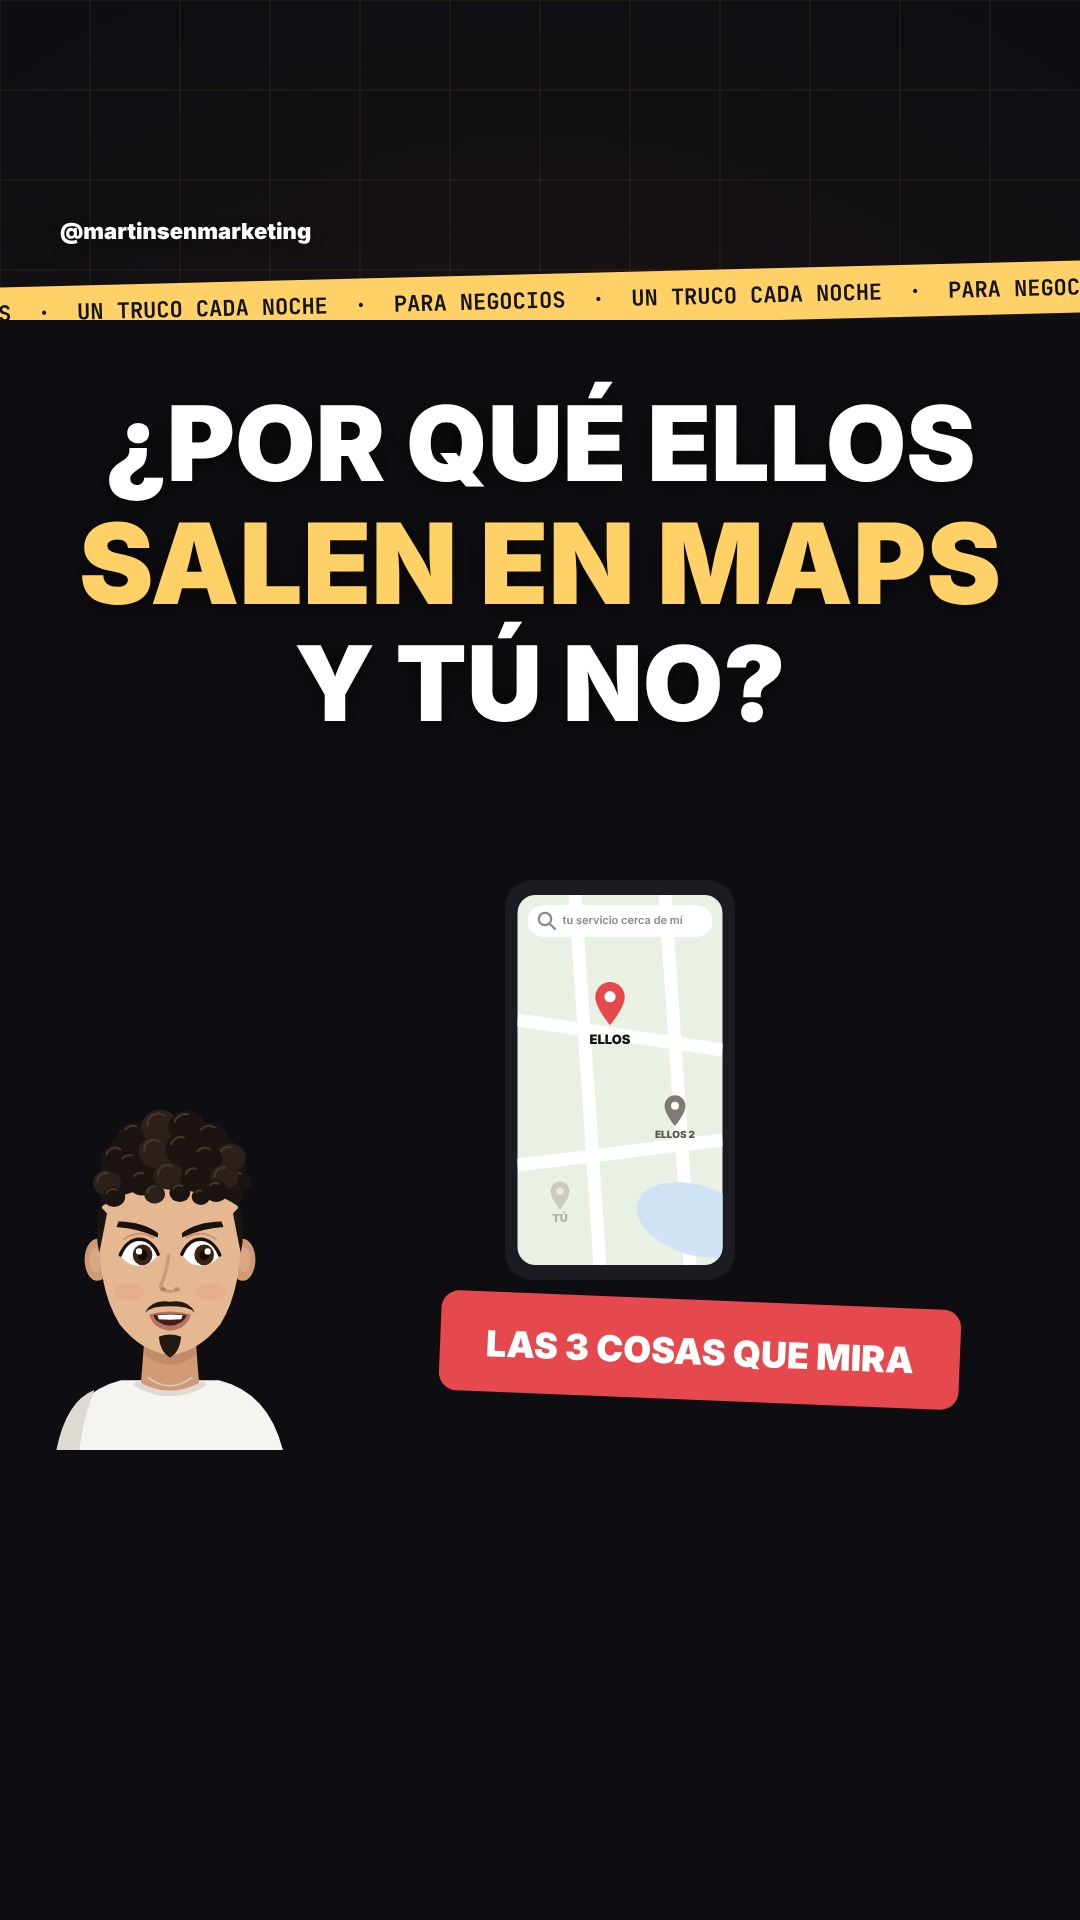 @martinsenmarketing
S · UN TRUCO CADA NOCHE · PARA NEGOCIOS · UN TRUCO CADA NOCHE · PARA NEGOC
¿POR QUÉ ELLOS
SALEN EN MAPS
Y TÚ NO?
tu servicio cerca de mí
ELLOS
ELLOS 2
TÚ
LAS 3 COSAS QUE MIRA